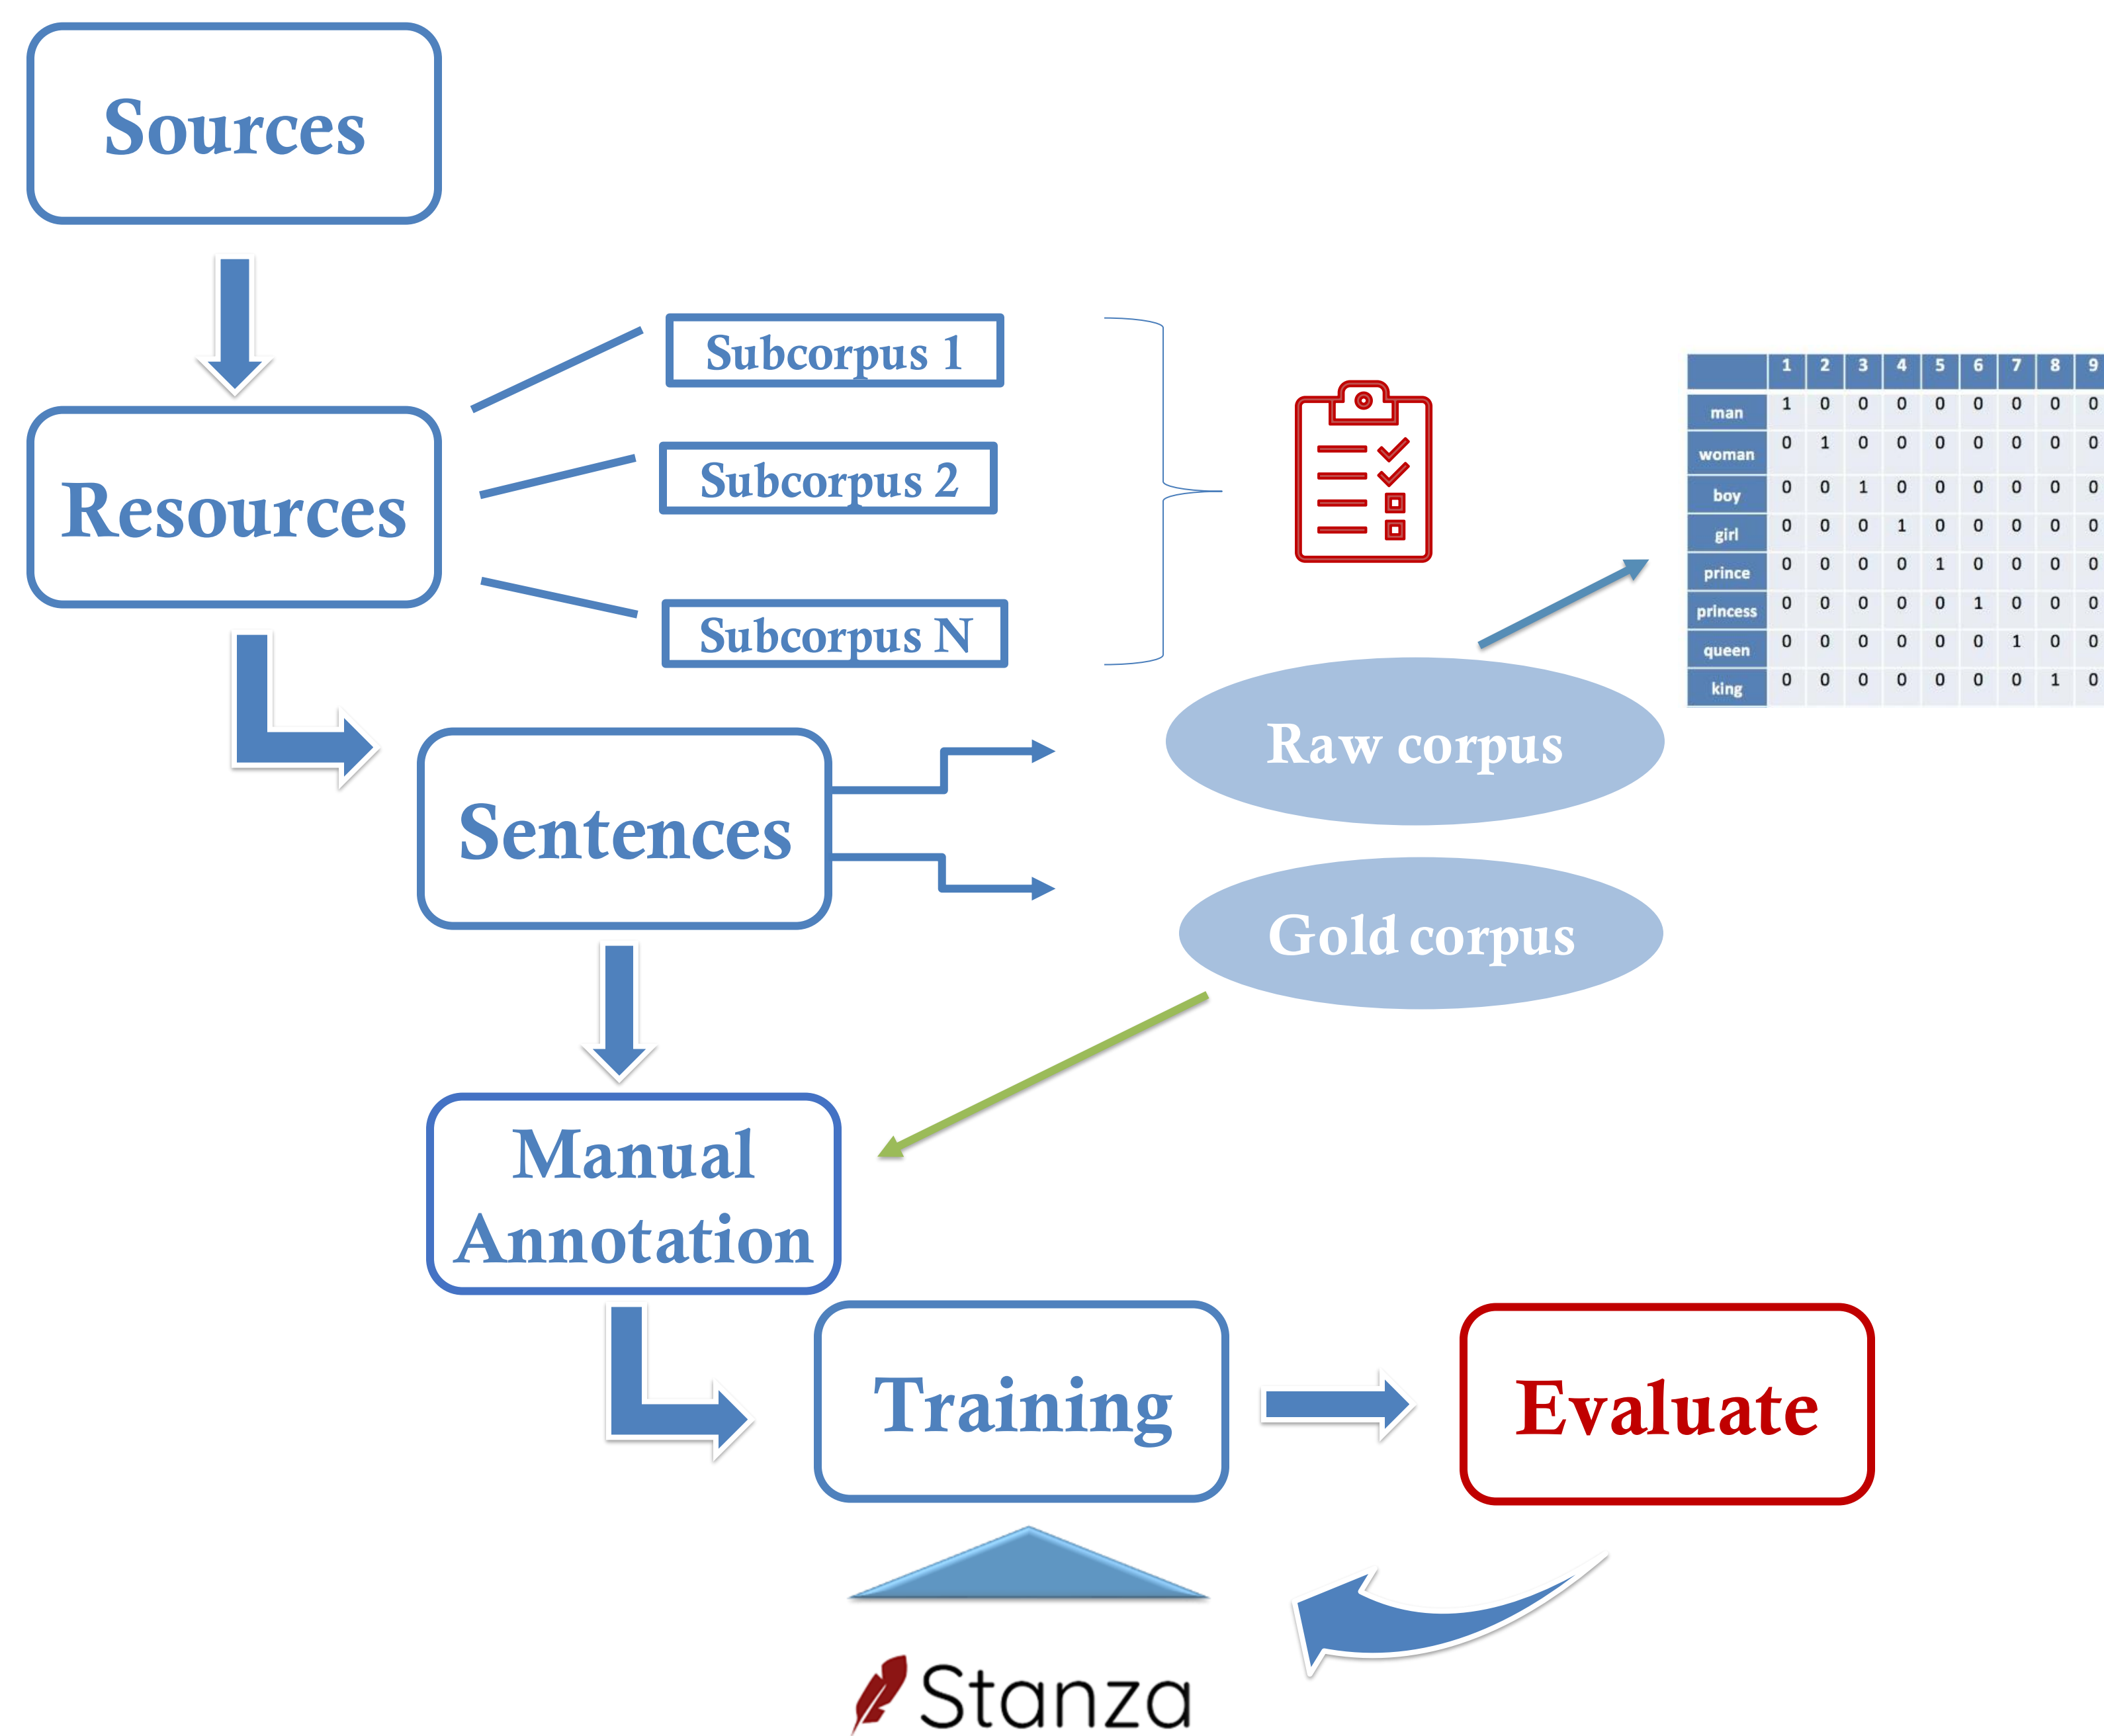 Sources
Resources
Subcorpus 1
Subcorpus 2
Subcorpus N
1 2 3 4 5 6 7 8 9
man 1 0 0 0 0 0 0 0 0
woman 0 1 0 0 0 0 0 0 0
boy 0 0 1 0 0 0 0 0 0
girl 0 0 0 1 0 0 0 0 0
prince 0 0 0 0 1 0 0 0 0
princess 0 0 0 0 0 1 0 0 0
queen 0 0 0 0 0 0 1 0 0
king 0 0 0 0 0 0 0 1 0
Raw corpus
Sentences
Gold corpus
Manual
Annotation
Training
Evaluate
Stanza